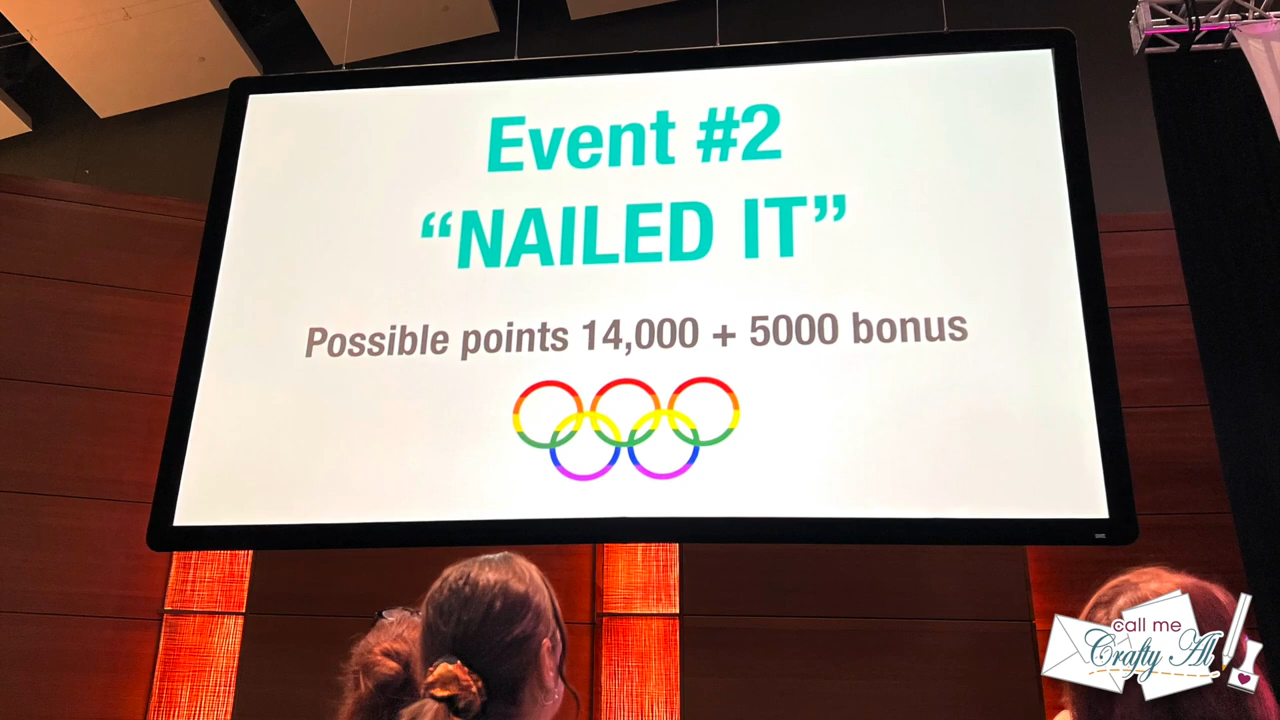 Event #2
“NAILED IT”
Possible points 14,000 + 5000 bonus
call me
Crafty Al